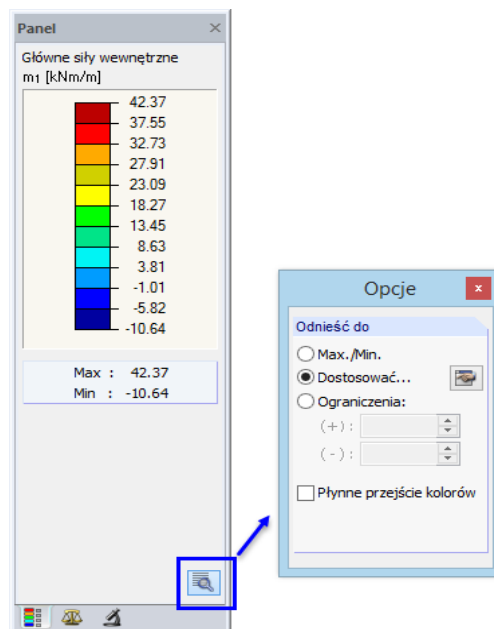 Panel
Główne siły wewnętrzne
m1 [kNm/m]
42.37
37.55
32.73
27.91
23.09
18.27
13.45
8.63
3.81
-1.01
-5.82
-10.64
Max : 42.37
Min : -10.64
Opcje
x
Odnieść do
Max./Min.
Dostosować...
Ograniczenia:
(+):
(-):
Płynne przejście kolorów